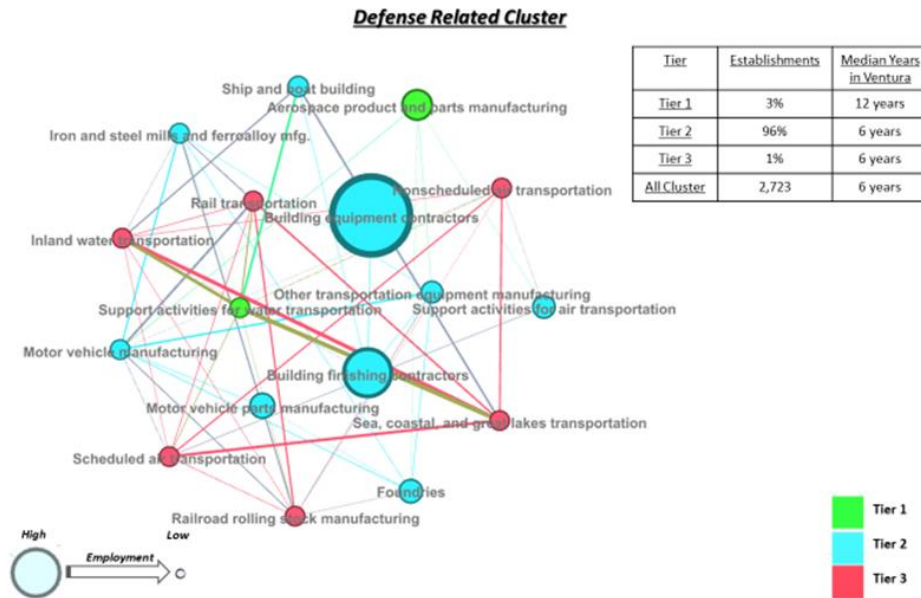 Defense Related Cluster
Tier Establishments Median Years in Ventura
Tier 1 3% 12 years
Tier 2 96% 6 years
Tier 3 1% 6 years
All Cluster 2,723 6 years
Ship and boat building
Aerospace product and parts manufacturing
Iron and steel mills and ferroalloy mfg.
Nonscheduled air transportation
Rail transportation
Building equipment contractors
Inland water transportation
Other transportation equipment manufacturing
Support activities for water transportation
Support activities for air transportation
Motor vehicle manufacturing
Building finishing contractors
Motor vehicle parts manufacturing
Sea, coastal, and great lakes transportation
Scheduled air transportation
Foundries
Railroad rolling stock manufacturing
High
Low
Employment
Tier 1
Tier 2
Tier 3